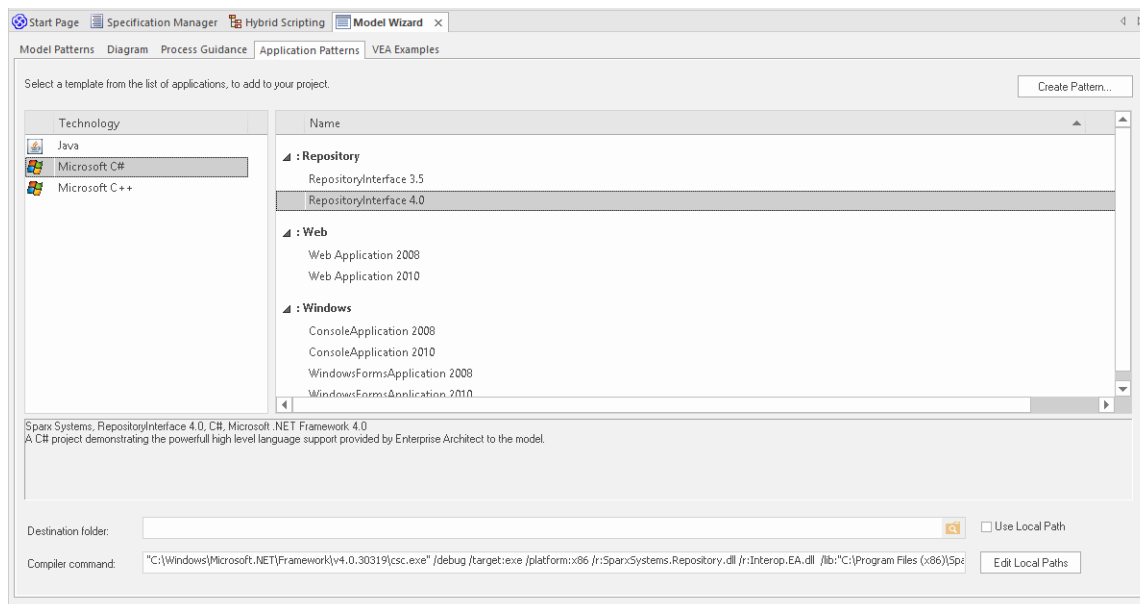 Start Page Specification Manager Hybrid Scripting Model Wizard ×
Model Patterns Diagram Process Guidance Application Patterns VEA Examples
Select a template from the list of applications, to add to your project.
Create Pattern...
Technology
Java
Microsoft C#
Microsoft C++
Name
: Repository
RepositoryInterface 3.5
RepositoryInterface 4.0
: Web
Web Application 2008
Web Application 2010
: Windows
ConsoleApplication 2008
ConsoleApplication 2010
WindowsFormsApplication 2008
WindowsFormsApplication 2010
Sparx Systems, RepositoryInterface 4.0, C#, Microsoft .NET Framework 4.0
A C# project demonstrating the powerfull high level language support provided by Enterprise Architect to the model.
Destination folder:
Use Local Path
Compiler command: "C:\Windows\Microsoft.NET\Framework\v4.0.30319\csc.exe" /debug /target:exe /platform:x86 /r:SparxSystems.Repository.dll /r:Interop.EA.dll /lib:"C:\Program Files (x86)\Spa
Edit Local Paths